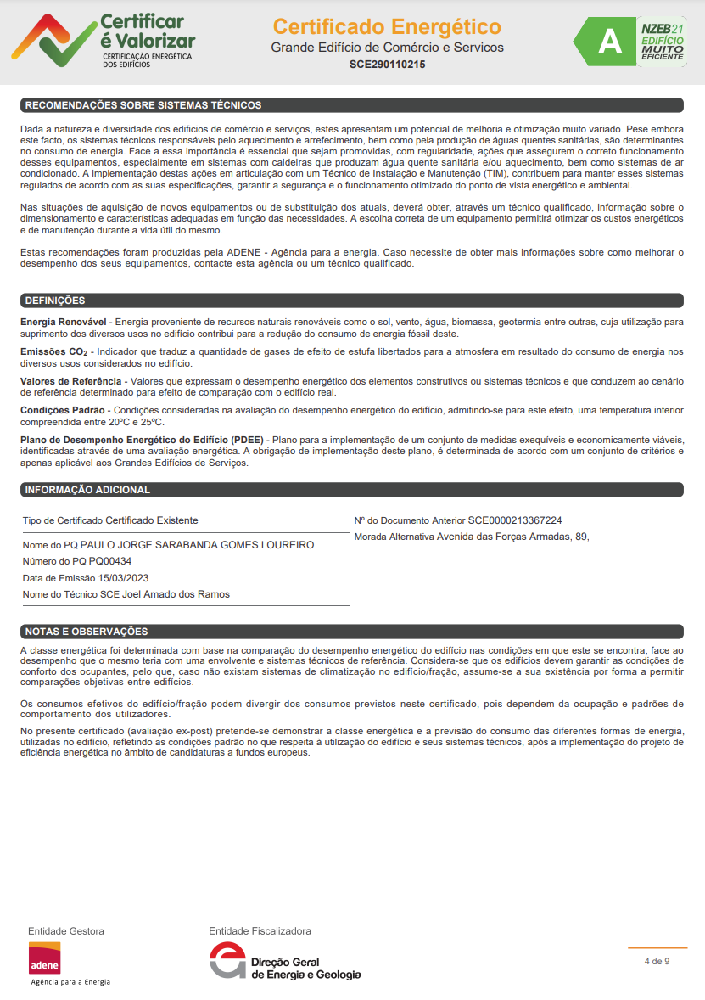 Certificar
é Valorizar
CERTIFICAÇÃO ENERGÉTICA
DOS EDIFÍCIOS
Certificado Energético
Grande Edifício de Comércio e Servicos
SCE290110215
A
NZEB21
EDIFÍCIO
MUITO
EFICIENTE
RECOMENDAÇÕES SOBRE SISTEMAS TÉCNICOS
Dada a natureza e diversidade dos edificios de comércio e serviços, estes apresentam um potencial de melhoria e otimização muito variado. Pese embora
este facto, os sistemas técnicos responsáveis pelo aquecimento e arrefecimento, bem como pela produção de águas quentes sanitárias, são determinantes
no consumo de energia. Face a essa importância é essencial que sejam promovidas, com regularidade, ações que assegurem o correto funcionamento
desses equipamentos, especialmente em sistemas com caldeiras que produzam água quente sanitária e/ou aquecimento, bem como sistemas de ar
condicionado. A implementação destas ações em articulação com um Técnico de Instalação e Manutenção (TIM), contribuem para manter esses sistemas
regulados de acordo com as suas especificações, garantir a segurança e o funcionamento otimizado do ponto de vista energético e ambiental.
Nas situações de aquisição de novos equipamentos ou de substituição dos atuais, deverá obter, através um técnico qualificado, informação sobre o
dimensionamento e características adequadas em função das necessidades. A escolha correta de um equipamento permitirá otimizar os custos energéticos
e de manutenção durante a vida útil do mesmo.
Estas recomendações foram produzidas pela ADENE - Agência para a energia. Caso necessite de obter mais informações sobre como melhorar o
desempenho dos seus equipamentos, contacte esta agência ou um técnico qualificado.
DEFINIÇÕES
Energia Renovável - Energia proveniente de recursos naturais renováveis como o sol, vento, água, biomassa, geotermia entre outras, cuja utilização para
suprimento dos diversos usos no edifício contribui para a redução do consumo de energia fóssil deste.
Emissões CO₂ - Indicador que traduz a quantidade de gases de efeito de estufa libertados para a atmosfera em resultado do consumo de energia nos
diversos usos considerados no edifício.
Valores de Referência - Valores que expressam o desempenho energético dos elementos construtivos ou sistemas técnicos e que conduzem ao cenário
de referência determinado para efeito de comparação com o edifício real.
Condições Padrão - Condições consideradas na avaliação do desempenho energético do edifício, admitindo-se para este efeito, uma temperatura interior
compreendida entre 20ºC e 25ºC.
Plano de Desempenho Energético do Edifício (PDEE) - Plano para a implementação de um conjunto de medidas exequíveis e economicamente viáveis,
identificadas através de uma avaliação energética. A obrigação de implementação deste plano, é determinada de acordo com um conjunto de critérios e
apenas aplicável aos Grandes Edifícios de Serviços.
INFORMAÇÃO ADICIONAL
Tipo de Certificado Certificado Existente
Nº do Documento Anterior SCE0000213367224
Morada Alternativa Avenida das Forças Armadas, 89,
Nome do PQ PAULO JORGE SARABANDA GOMES LOUREIRO
Número do PQ PQ00434
Data de Emissão 15/03/2023
Nome do Técnico SCE Joel Amado dos Ramos
NOTAS E OBSERVAÇÕES
A classe energética foi determinada com base na comparação do desempenho energético do edifício nas condições em que este se encontra, face ao
desempenho que o mesmo teria com uma envolvente e sistemas técnicos de referência. Considera-se que os edifícios devem garantir as condições de
conforto dos ocupantes, pelo que, caso não existam sistemas de climatização no edifício/fração, assume-se a sua existência por forma a permitir
comparações objetivas entre edifícios.
Os consumos efetivos do edifício/fração podem divergir dos consumos previstos neste certificado, pois dependem da ocupação e padrões de
comportamento dos utilizadores.
No presente certificado (avaliação ex-post) pretende-se demonstrar a classe energética e a previsão do consumo das diferentes formas de energia,
utilizadas no edifício, refletindo as condições padrão no que respeita à utilização do edifício e seus sistemas técnicos, após a implementação do projeto de
eficiência energética no âmbito de candidaturas a fundos europeus.
Entidade Gestora
Entidade Fiscalizadora
adene
Agência para a Energia
Direção Geral
de Energia e Geologia
4 de 9